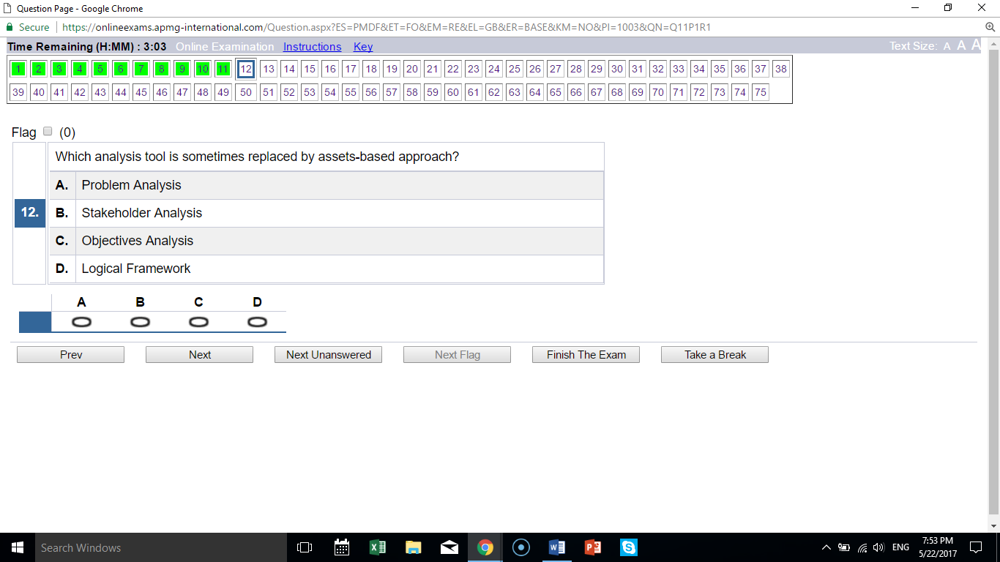 Question Page - Google Chrome
Secure https://onlineexams.apmg-international.com/Question.aspx?ES=PMDF&ET=FO&EM=RE&EL=GB&ER=BASE&KM=NO&PI=1003&QN=Q11P1R1
Time Remaining (H:MM) : 3:03 Online Examination Instructions Key Text Size: A A A
1 2 3 4 5 6 7 8 9 10 11 12 13 14 15 16 17 18 19 20 21 22 23 24 25 26 27 28 29 30 31 32 33 34 35 36 37 38
39 40 41 42 43 44 45 46 47 48 49 50 51 52 53 54 55 56 57 58 59 60 61 62 63 64 65 66 67 68 69 70 71 72 73 74 75
Flag (0)
Which analysis tool is sometimes replaced by assets-based approach?
A. Problem Analysis
12. B. Stakeholder Analysis
C. Objectives Analysis
D. Logical Framework
A B C D
Prev Next Next Unanswered Next Flag Finish The Exam Take a Break
Search Windows
ENG
7:53 PM
5/22/2017